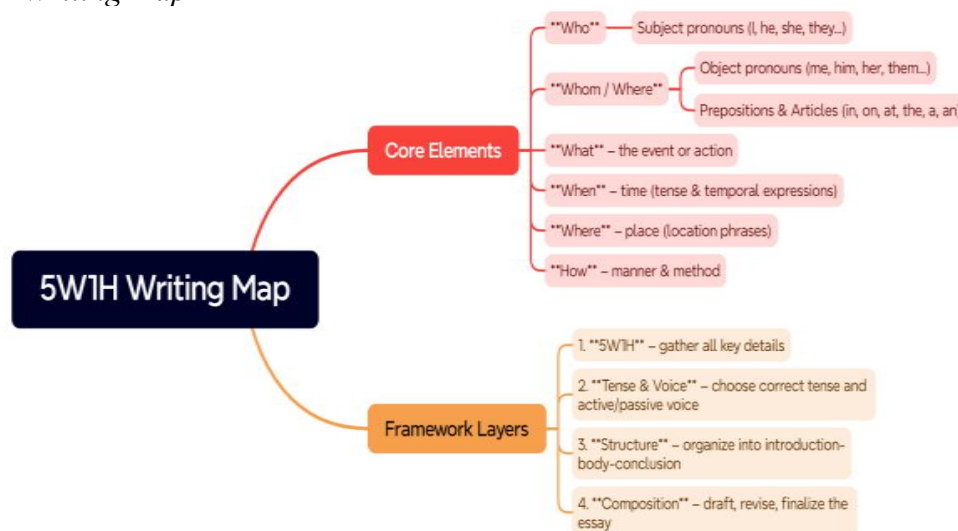 5W1H Writing Map
Core Elements
**Who**
Subject pronouns (I, he, she, they...)
**Whom / Where**
Object pronouns (me, him, her, them...)
Prepositions & Articles (in, on, at, the, a, an)
**What** – the event or action
**When** – time (tense & temporal expressions)
**Where** – place (location phrases)
**How** – manner & method
Framework Layers
1. **5W1H** – gather all key details
2. **Tense & Voice** – choose correct tense and
active/passive voice
3. **Structure** – organize into introduction-
body-conclusion
4. **Composition** – draft, revise, finalize the
essay